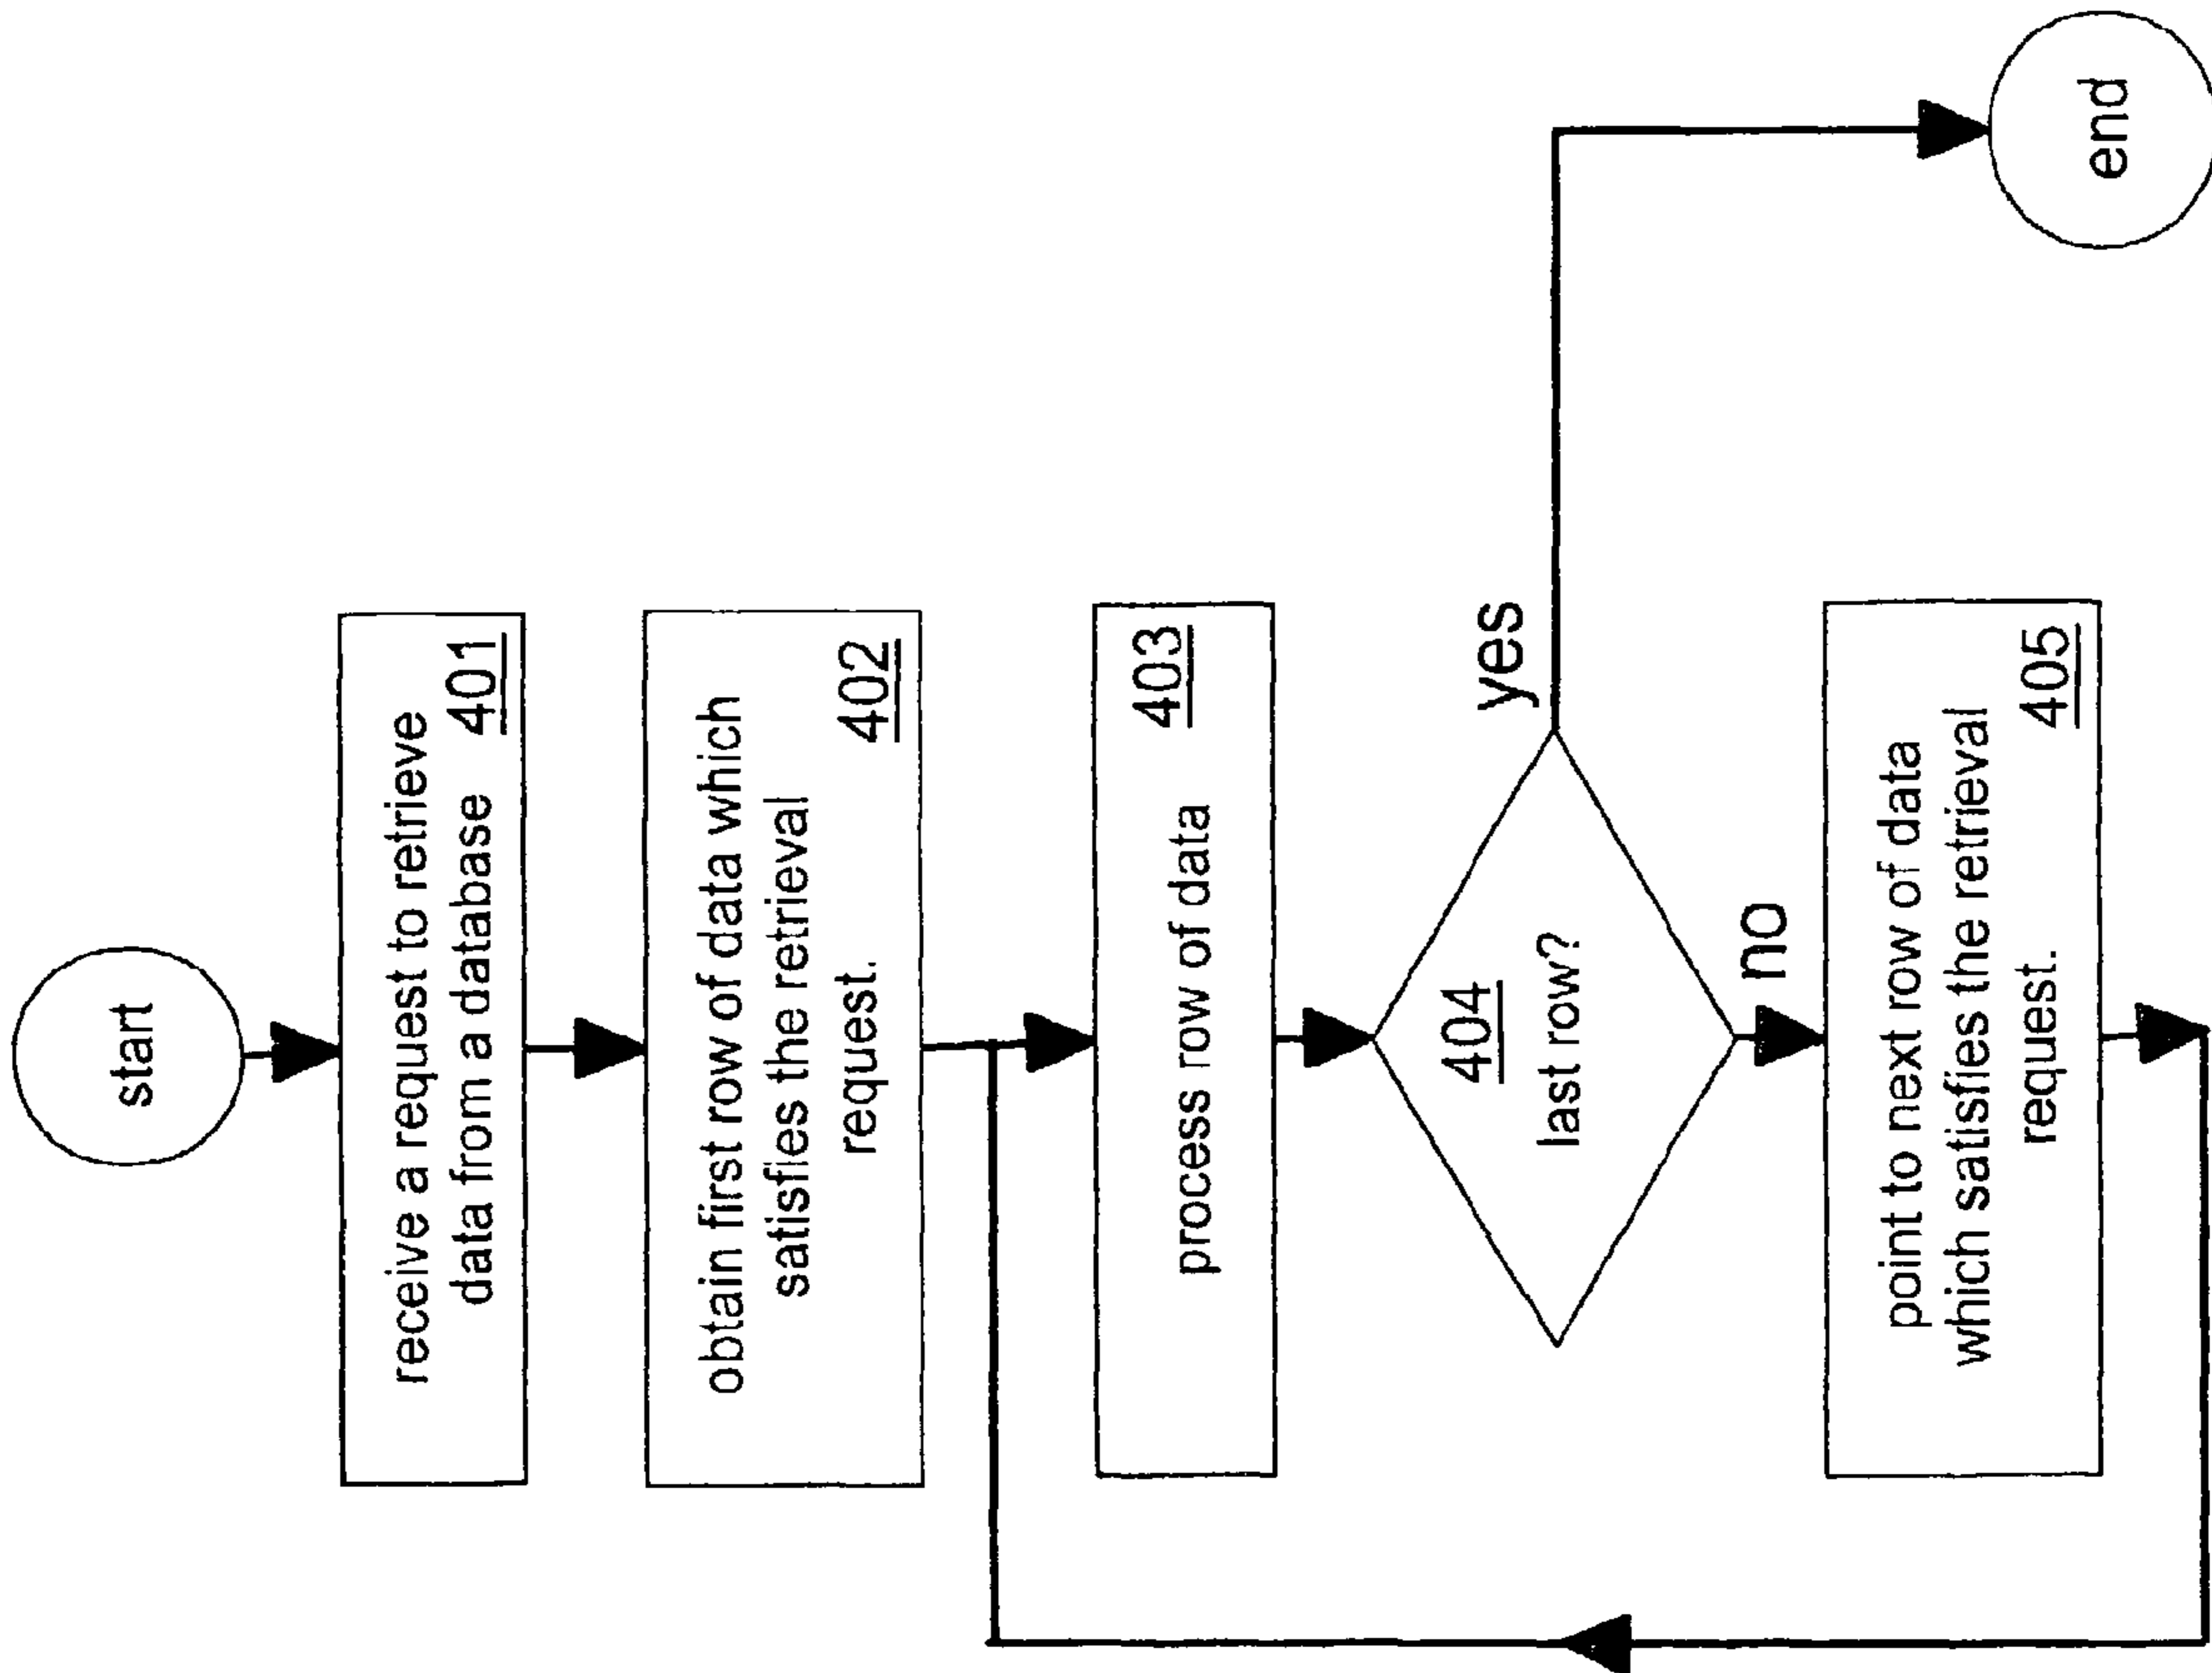 start
receive a request to retrieve
data from a database 401
obtain first row of data which
satisfies the retrieval
request.
402
process row of data 403
404
last row?
yes
no
point to next row of data
which satisfies the retrieval
request.
405
end